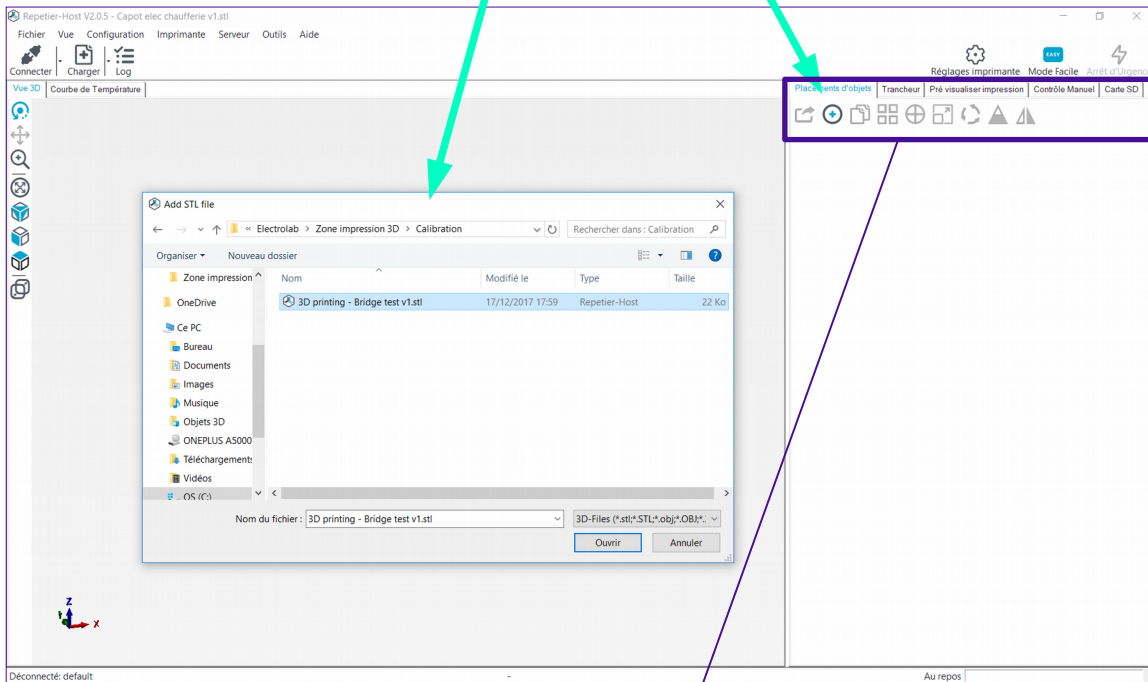 Repetier-Host V2.0.5 - Capot elec chaufferie v1.stl
Fichier Vue Configuration Imprimante Serveur Outils Aide
Connecter Charger Log
EASY
Réglages imprimante Mode Facile Arrêt d'Urgence
Vue 3D Courbe de Température
Placements d'objets Trancheur Pré visualiser impression Contrôle Manuel Carte SD
Add STL file
« Electrolab > Zone impression 3D > Calibration
Rechercher dans : Calibration
Organiser Nouveau dossier
Nom Modifié le Type Taille
Zone impression
3D printing - Bridge test v1.stl 17/12/2017 17:59 Repetier-Host 22 Ko
OneDrive
Ce PC
Bureau
Documents
Images
Musique
Objets 3D
ONEPLUS A5000
Téléchargements
Vidéos
OS (C:)
Nom du fichier : 3D printing - Bridge test v1.stl
3D-Files (*.stl;*.STL;*.obj;*.OBJ;*.:
Ouvrir Annuler
Z
X
Déconnecté: default
-
Au repos